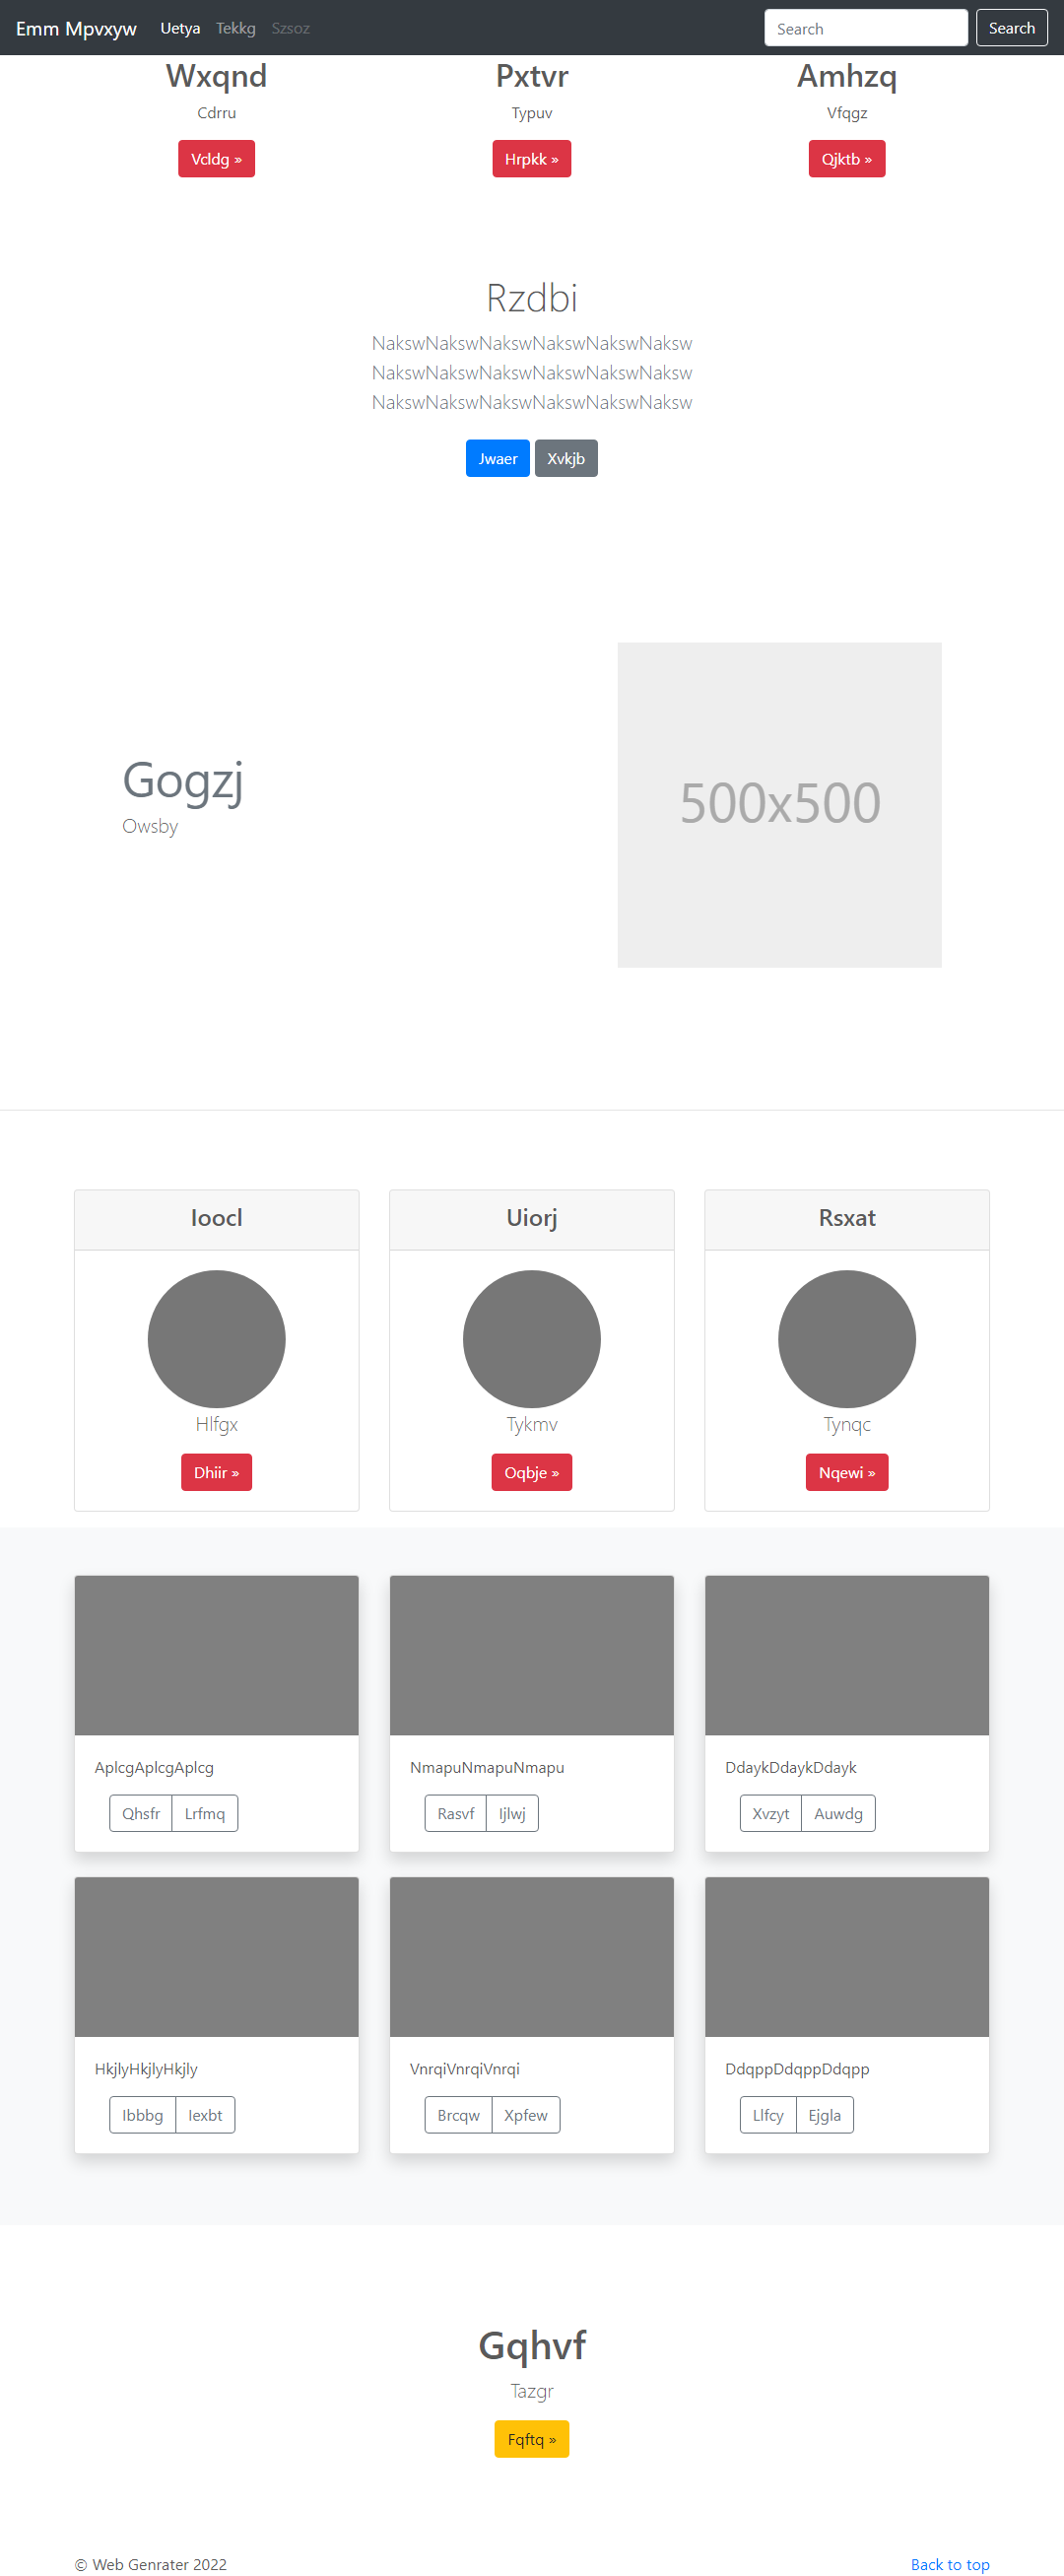 Emm Mpvxyw Uetya Tekkg Szsoz Search Search
Wxqnd Pxtvr Amhzq
Cdrru Typuv Vfqgz
Vcldg » Hrpkk » Qjktb »
Rzdbi
NakswNakswNakswNakswNakswNaksw
NakswNakswNakswNakswNakswNaksw
NakswNakswNakswNakswNakswNaksw
Jwaer Xvkjb
Gogzj
Owsby
500x500
Ioocl Uiorj Rsxat
Hlfgx Tykmv Tynqc
Dhiir » Oqbje » Nqewi »
AplcgAplcgAplcg NmapuNmapuNmapu DdaykDdaykDdayk
Qhsfr Lrfmq Rasvf Ijlwj Xvzyt Auwdg
HkjlyHkjlyHkjly VnrqiVnrqiVnrqi DdqppDdqppDdqpp
Ibbbg Iexbt Brcqw Xpfew Llfcy Ejgla
Gqhvf
Tazgr
Fqftq »
© Web Genrater 2022 Back to top